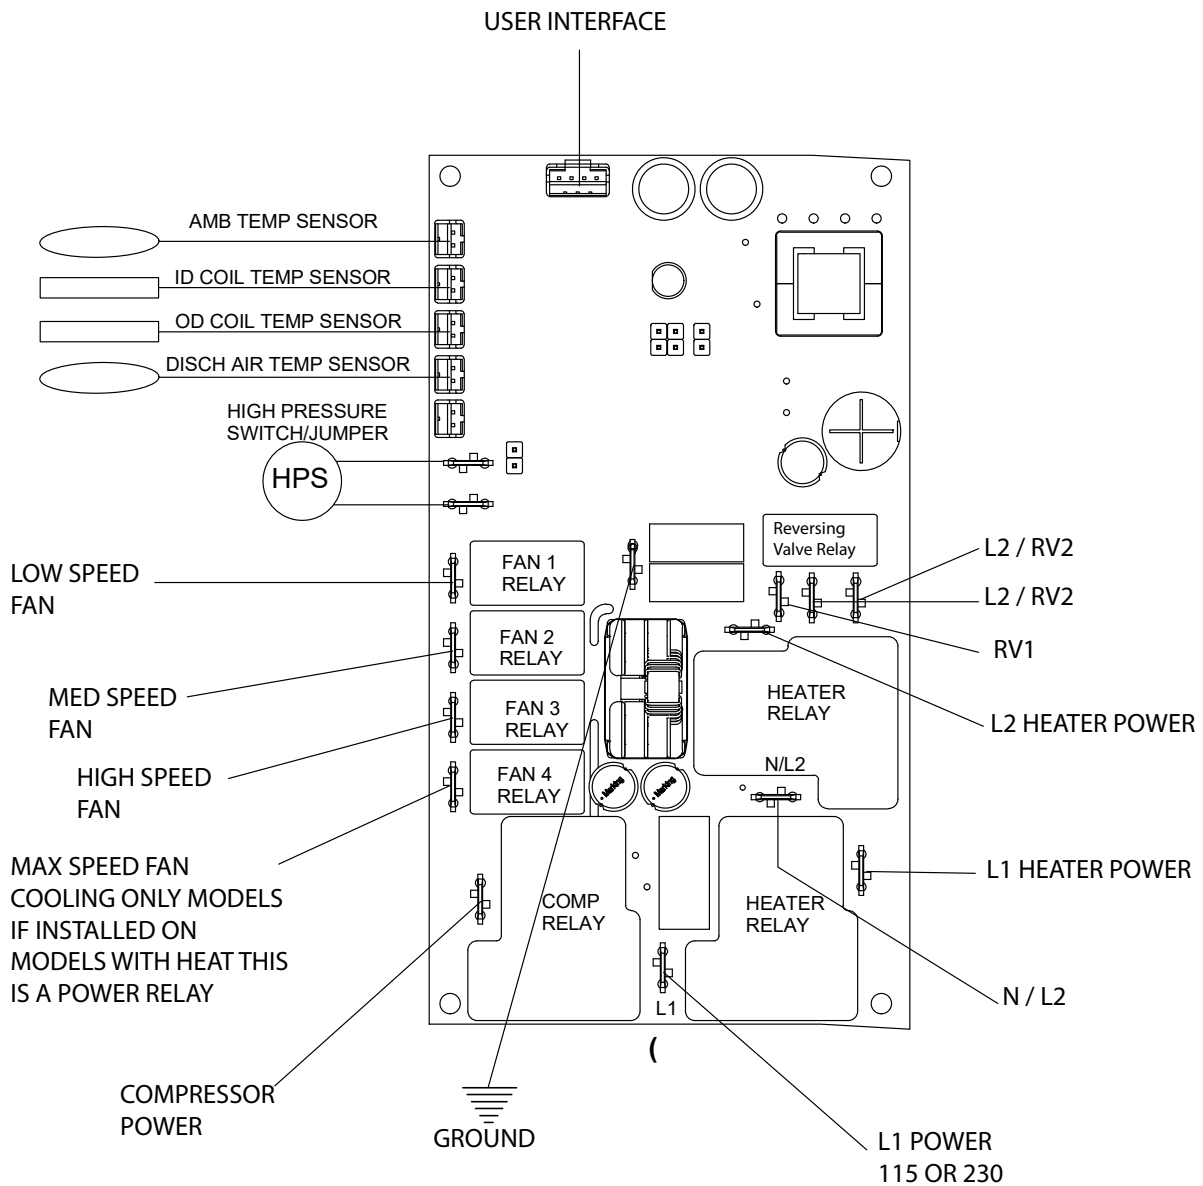 USER INTERFACE
AMB TEMP SENSOR
ID COIL TEMP SENSOR
OD COIL TEMP SENSOR
DISCH AIR TEMP SENSOR
HIGH PRESSURE
SWITCH/JUMPER
HPS
Reversing
Valve Relay
L2 / RV2
L2 / RV2
RV1
L2 HEATER POWER
LOW SPEED
FAN
FAN 1
RELAY
MED SPEED
FAN
FAN 2
RELAY
HIGH SPEED
FAN
FAN 3
RELAY
FAN 4
RELAY
HEATER
RELAY
N/L2
Marking
Marking
MAX SPEED FAN
COOLING ONLY MODELS
IF INSTALLED ON
MODELS WITH HEAT THIS
IS A POWER RELAY
COMP
RELAY
HEATER
RELAY
L1 HEATER POWER
N / L2
L1
(
COMPRESSOR
POWER
GROUND
L1 POWER
115 OR 230